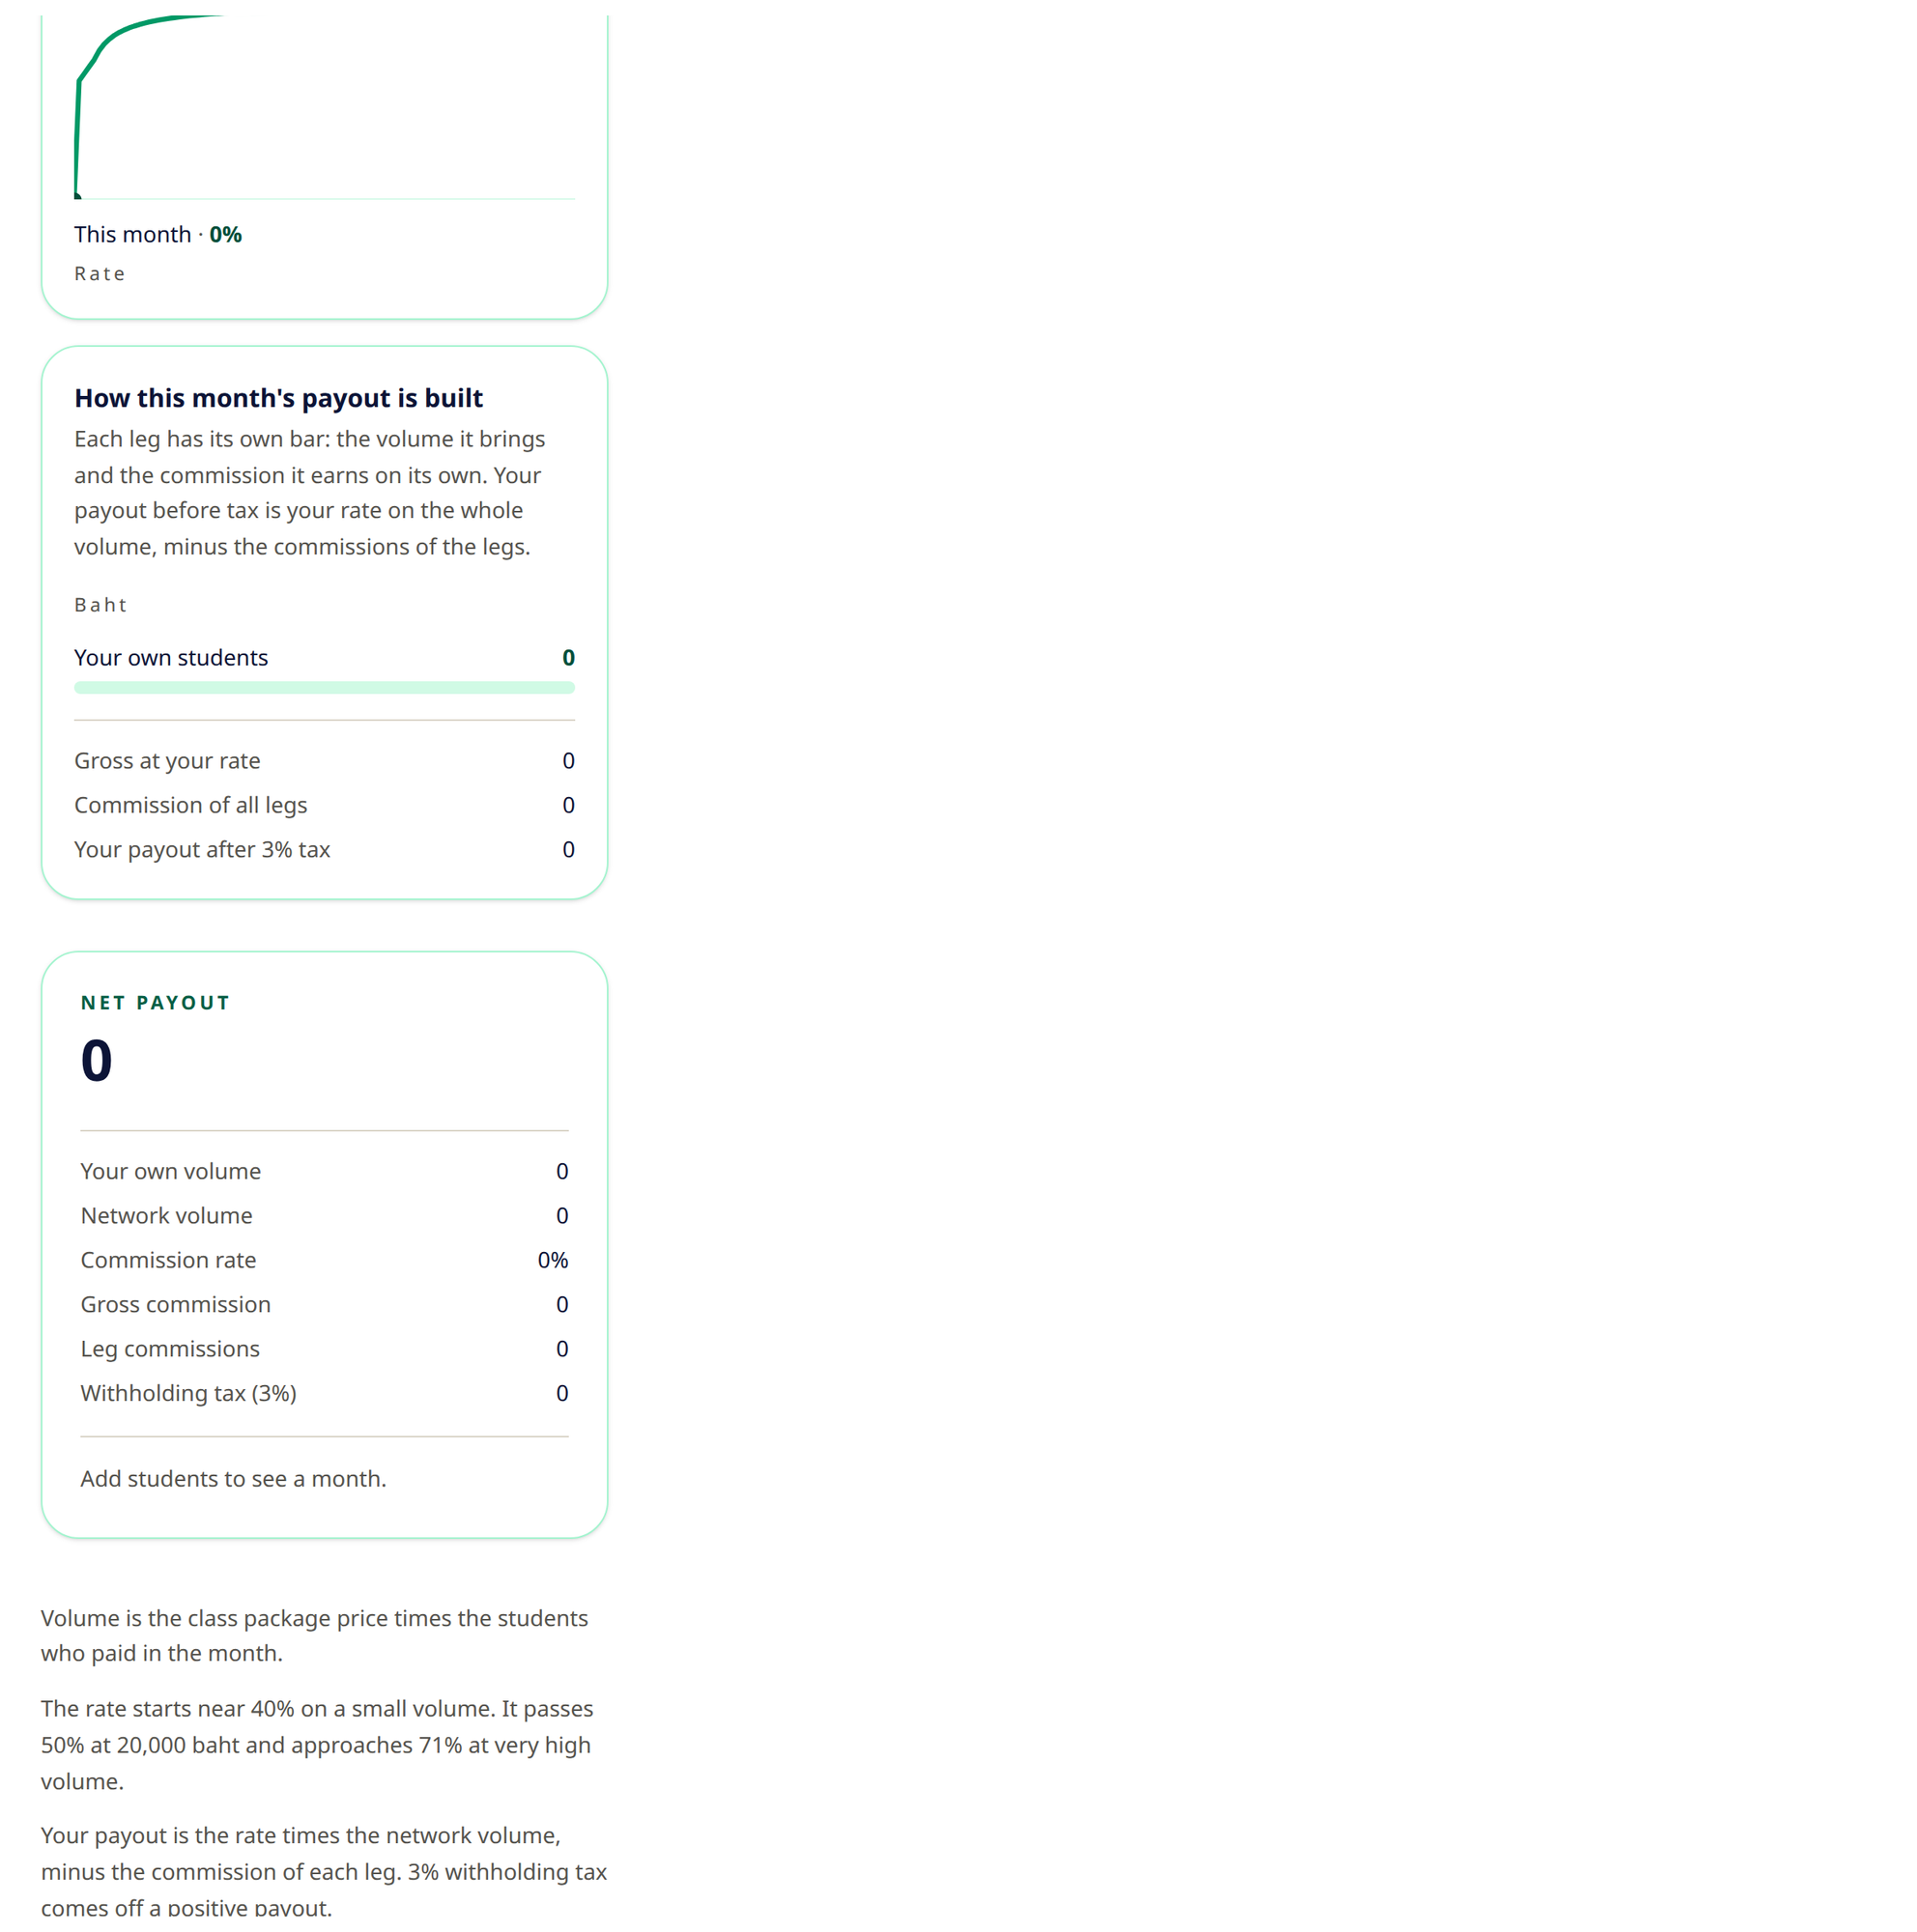 This month · 0%
Rate
How this month's payout is built
Each leg has its own bar: the volume it brings
and the commission it earns on its own. Your
payout before tax is your rate on the whole
volume, minus the commissions of the legs.
Baht
Your own students 0
Gross at your rate 0
Commission of all legs 0
Your payout after 3% tax 0
NET PAYOUT
0
Your own volume 0
Network volume 0
Commission rate 0%
Gross commission 0
Leg commissions 0
Withholding tax (3%) 0
Add students to see a month.
Volume is the class package price times the students
who paid in the month.
The rate starts near 40% on a small volume. It passes
50% at 20,000 baht and approaches 71% at very high
volume.
Your payout is the rate times the network volume,
minus the commission of each leg. 3% withholding tax
comes off a positive payout.